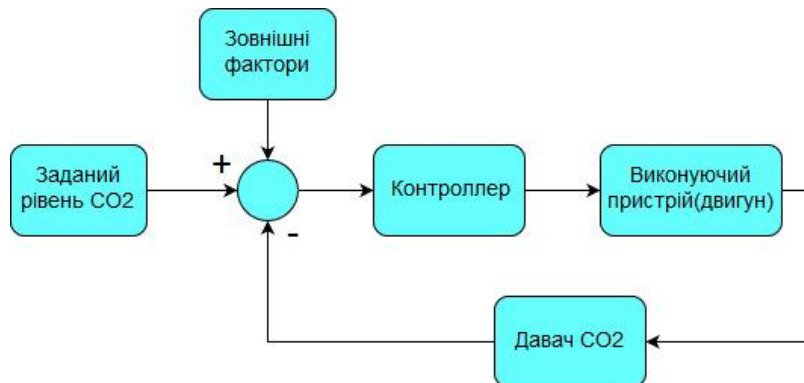 Зовнішні
фактори
Заданий
рівень CO2
+
Контроллер
Виконуючий
пристрій(двигун)
-
Давач CO2